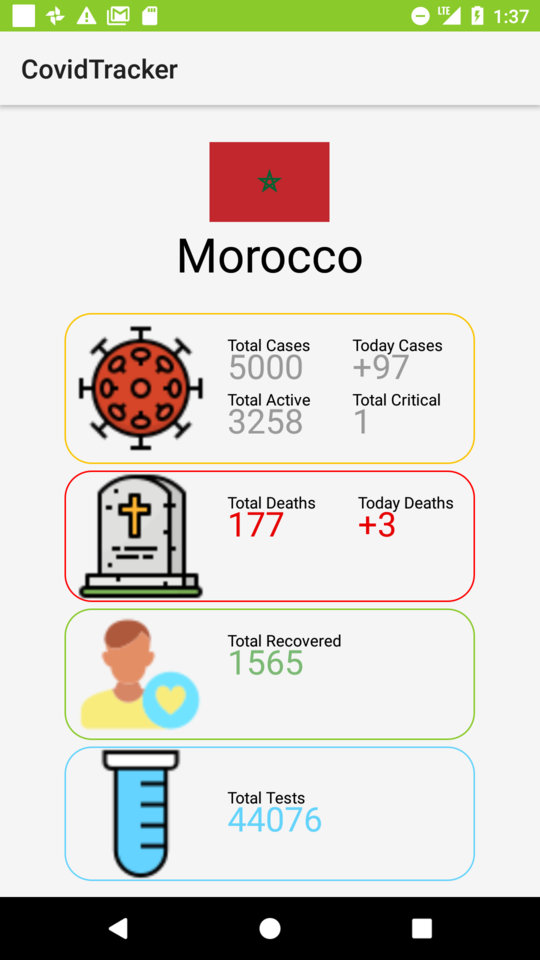 LTE 1:37
CovidTracker
Morocco
Total Cases Today Cases
5000 +97
Total Active Total Critical
3258 1
Total Deaths Today Deaths
177 +3
Total Recovered
1565
Total Tests
44076